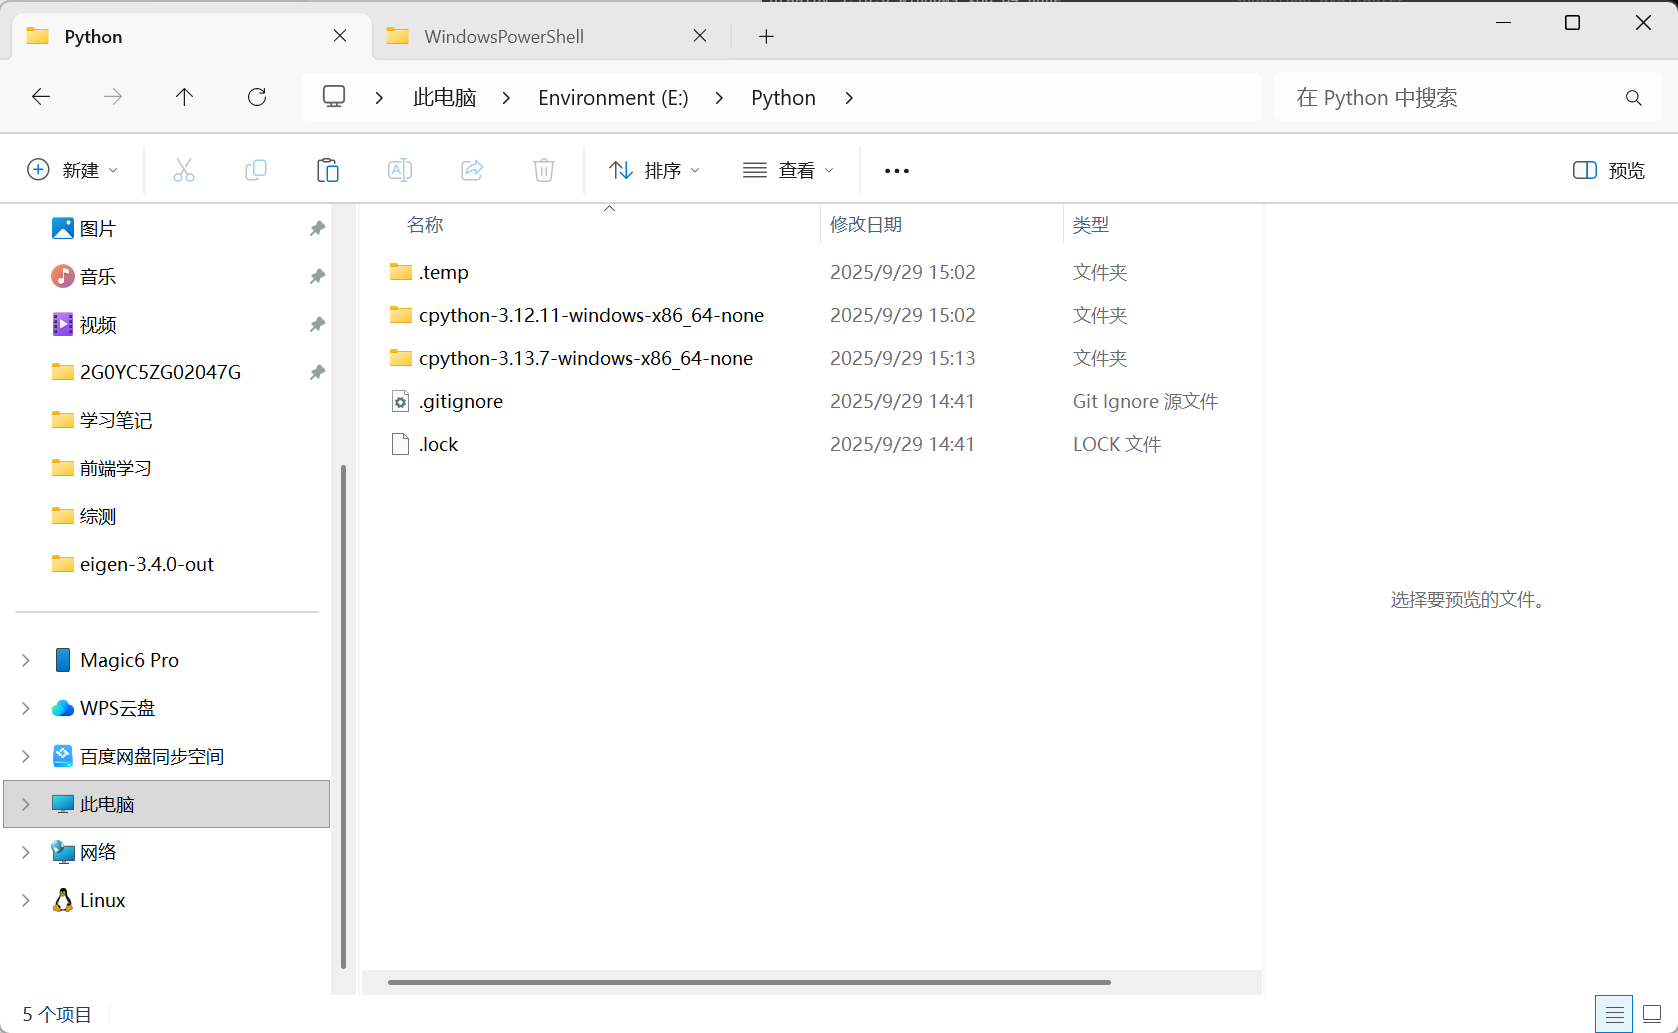 Python
WindowsPowerShell
此电脑
Environment (E:)
Python
在 Python 中搜索
新建
排序
查看
预览
图片
音乐
视频
2G0YC5ZG02047G
学习笔记
前端学习
综测
eigen-3.4.0-out
Magic6 Pro
WPS云盘
百度网盘同步空间
此电脑
网络
Linux
名称 修改日期 类型
.temp 2025/9/29 15:02 文件夹
cpython-3.12.11-windows-x86_64-none 2025/9/29 15:02 文件夹
cpython-3.13.7-windows-x86_64-none 2025/9/29 15:13 文件夹
.gitignore 2025/9/29 14:41 Git Ignore 源文件
.lock 2025/9/29 14:41 LOCK 文件
选择要预览的文件。
5 个项目